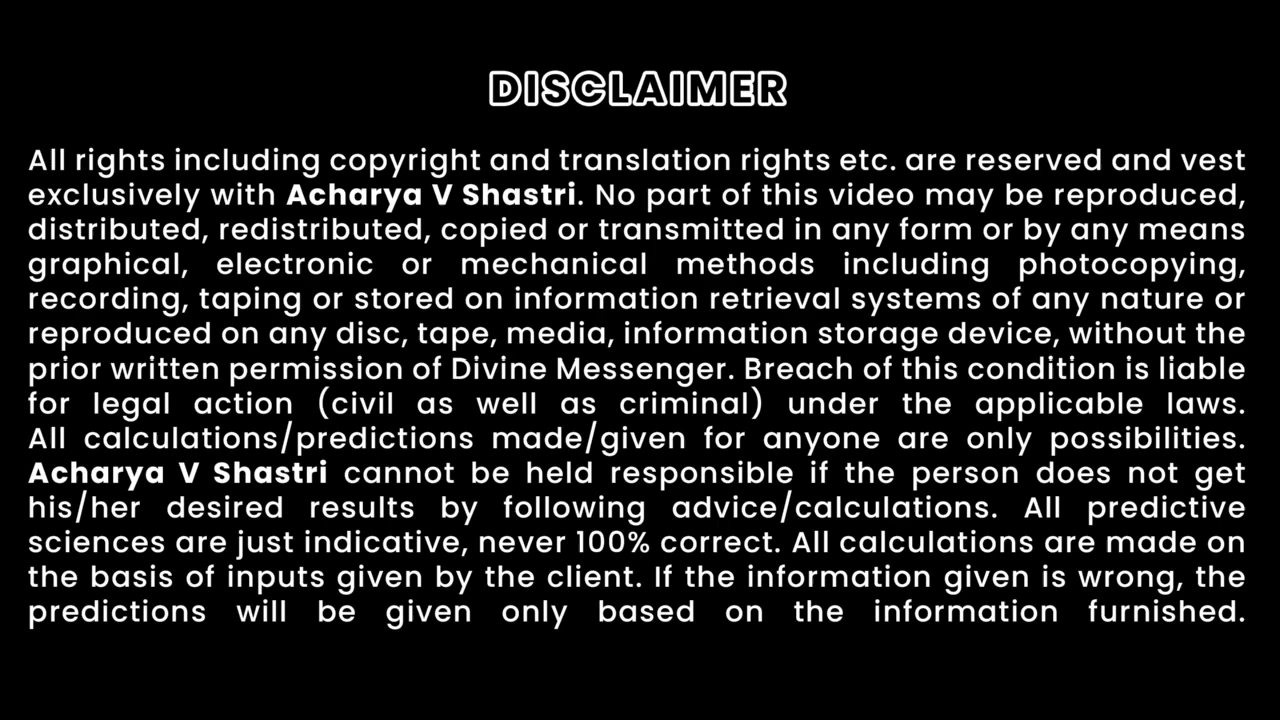 DISCLAIMER
All rights including copyright and translation rights etc. are reserved and vest
exclusively with Acharya V Shastri. No part of this video may be reproduced,
distributed, redistributed, copied or transmitted in any form or by any means
graphical, electronic or mechanical methods including photocopying,
recording, taping or stored on information retrieval systems of any nature or
reproduced on any disc, tape, media, information storage device, without the
prior written permission of Divine Messenger. Breach of this condition is liable
for legal action (civil as well as criminal) under the applicable laws.
All calculations/predictions made/given for anyone are only possibilities.
Acharya V Shastri cannot be held responsible if the person does not get
his/her desired results by following advice/calculations. All predictive
sciences are just indicative, never 100% correct. All calculations are made on
the basis of inputs given by the client. If the information given is wrong, the
predictions will be given only based on the information furnished.